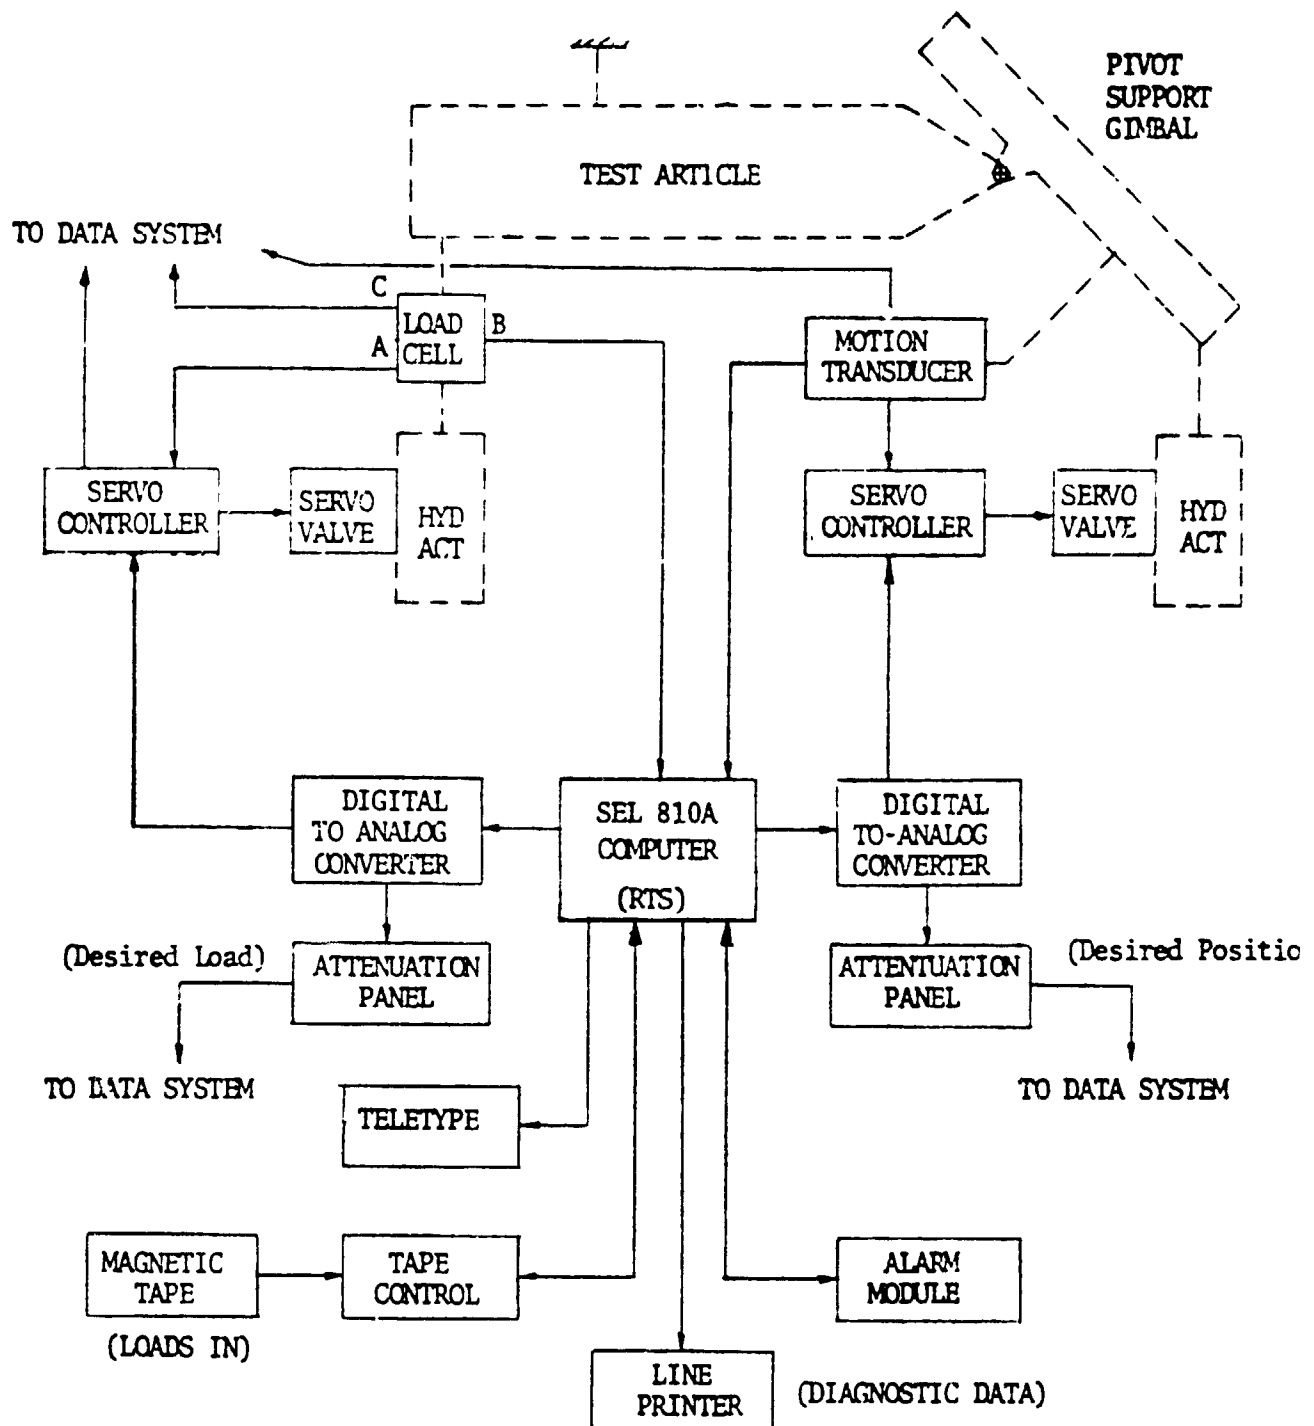 PIVOT
SUPPORT
GIMBAL
TEST ARTICLE
TO DATA SYSTEM
C
LOAD
CELL
B
A
MOTION
TRANSDUCER
SERVO
CONTROLLER
SERVO
VALVE
HYD
ACT
SERVO
CONTROLLER
SERVO
VALVE
HYD
ACT
DIGITAL
TO ANALOG
CONVERTER
SEL 810A
COMPUTER
(RTS)
DIGITAL
TO-ANALOG
CONVERTER
(Desired Load)
ATTENUATION
PANEL
ATTENTUATION
PANEL
(Desired Positio
TO DATA SYSTEM
TO DATA SYSTEM
TELETYPE
MAGNETIC
TAPE
TAPE
CONTROL
ALARM
MODULE
(LOADS IN)
LINE
PRINTER
(DIAGNOSTIC DATA)